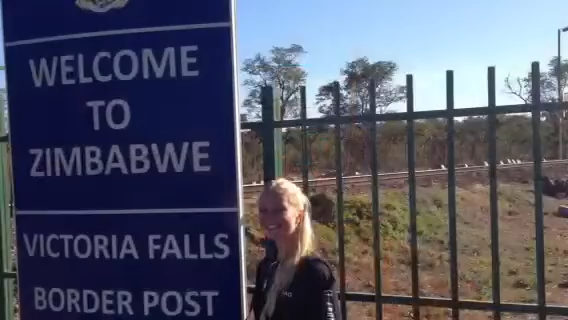 WELCOME
TO
ZIMBABWE
VICTORIA FALLS
BORDER POST